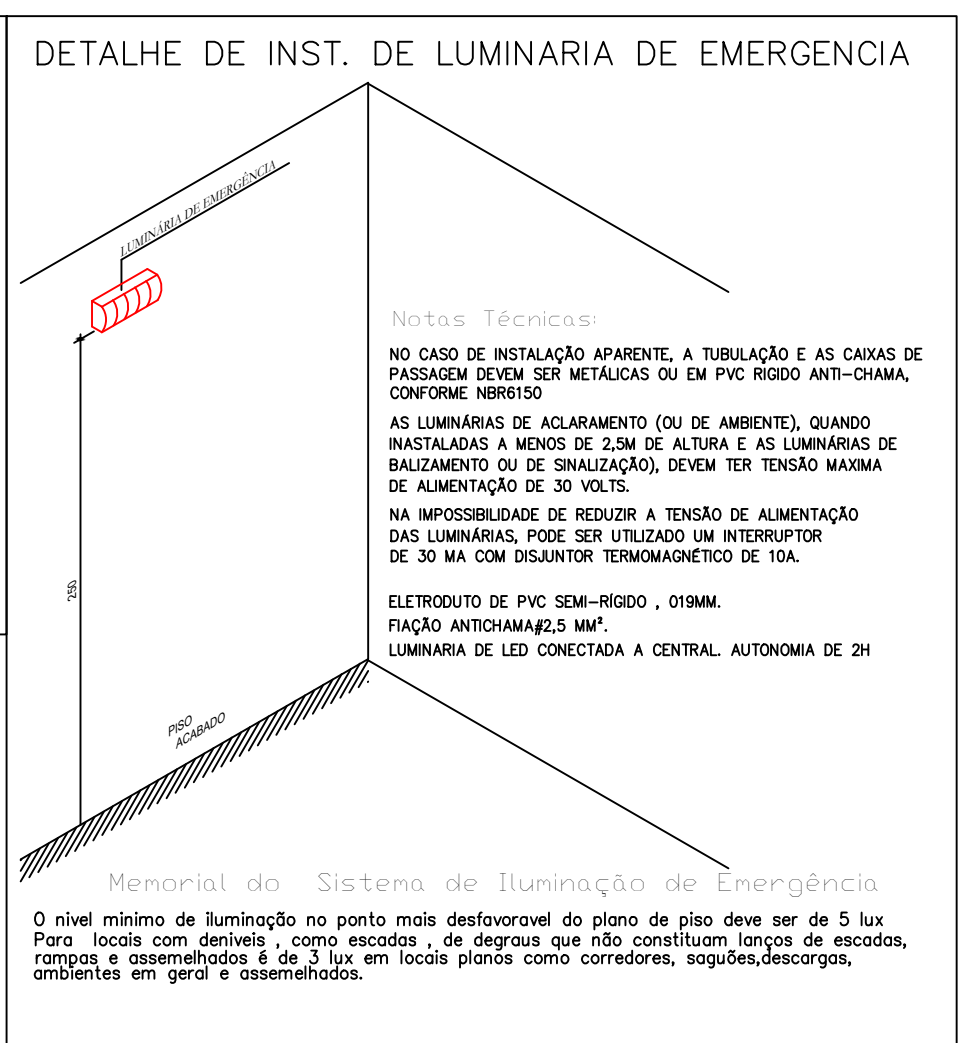 DETALHE DE INST. DE LUMINARIA DE EMERGENCIA
LUMINÁRIA DE EMERGÊNCIA
250
PISO
ACABADO
Notas Técnicas:
NO CASO DE INSTALAÇÃO APARENTE, A TUBULAÇÃO E AS CAIXAS DE
PASSAGEM DEVEM SER METÁLICAS OU EM PVC RIGIDO ANTI-CHAMA,
CONFORME NBR6150
AS LUMINÁRIAS DE ACLARAMENTO (OU DE AMBIENTE), QUANDO
INASTALADAS A MENOS DE 2,5M DE ALTURA E AS LUMINÁRIAS DE
BALIZAMENTO OU DE SINALIZAÇÃO), DEVEM TER TENSÃO MAXIMA
DE ALIMENTAÇÃO DE 30 VOLTS.
NA IMPOSSIBILIDADE DE REDUZIR A TENSÃO DE ALIMENTAÇÃO
DAS LUMINÁRIAS, PODE SER UTILIZADO UM INTERRUPTOR
DE 30 MA COM DISJUNTOR TERMOMAGNÉTICO DE 10A.
ELETRODUTO DE PVC SEMI-RÍGIDO , 019MM.
FIAÇÃO ANTICHAMA#2,5 MM².
LUMINARIA DE LED CONECTADA A CENTRAL. AUTONOMIA DE 2H
Memorial do Sistema de Iluminação de Emergência
O nivel minimo de iluminação no ponto mais desfavoravel do plano de piso deve ser de 5 lux
Para locais com deniveis , como escadas , de degraus que não constituam lanços de escadas,
rampas e assemelhados é de 3 lux em locais planos como corredores, saguões,descargas,
ambientes em geral e assemelhados.